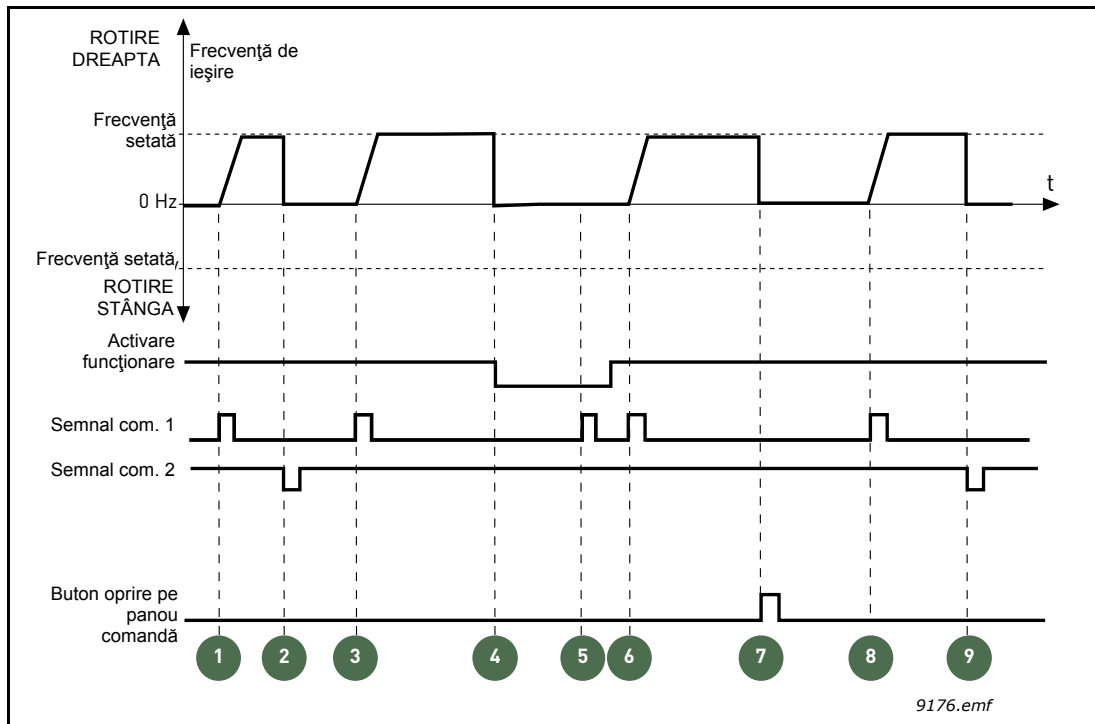 ROTIRE
DREAPTA
Frecvenţă de
ieşire
Frecvenţă
setată
0 Hz
t
Frecvenţă setată
ROTIRE
STÂNGA
Activare
funcţionare
Semnal com. 1
Semnal com. 2
Buton oprire pe
panou
comandă
1 2 3 4 5 6 7 8 9
9176.emf